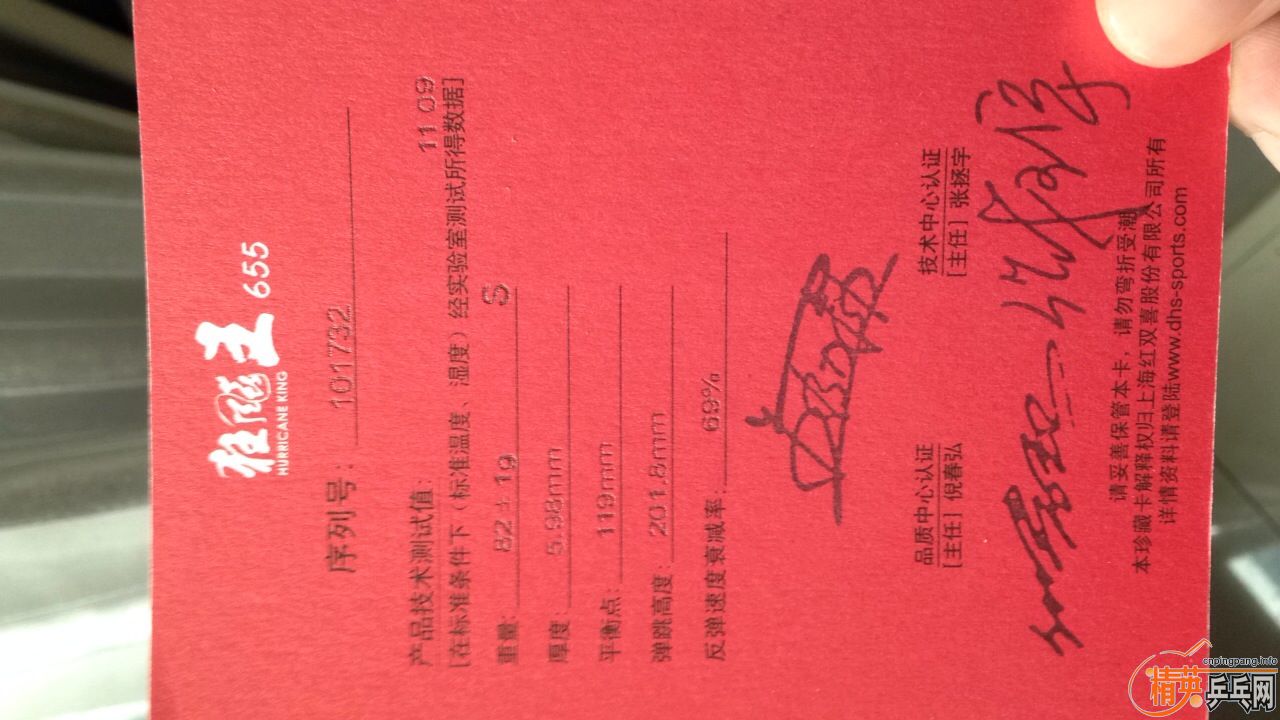 狂飚王 655
HURRICANE KING
序列号: 101732
产品技术测试值: 11 09
[在标准条件下（标准温度 湿度）经实验室测试所得数据]
重量: 82±1g S
厚度: 5.98mm
平衡点: 119mm
弹跳高度: 201.8mm
反弹速度衰减率: 69%
品质中心认证 技术中心认证
[主任] 倪春弘 [主任] 张拯宇
请妥善保管本卡，请勿弯折受潮
本珍藏卡解释权归上海红双喜股份有限公司所有
详情资料请登陆www.dhs-sports.com
cnpingpang.info
精英乒乓网